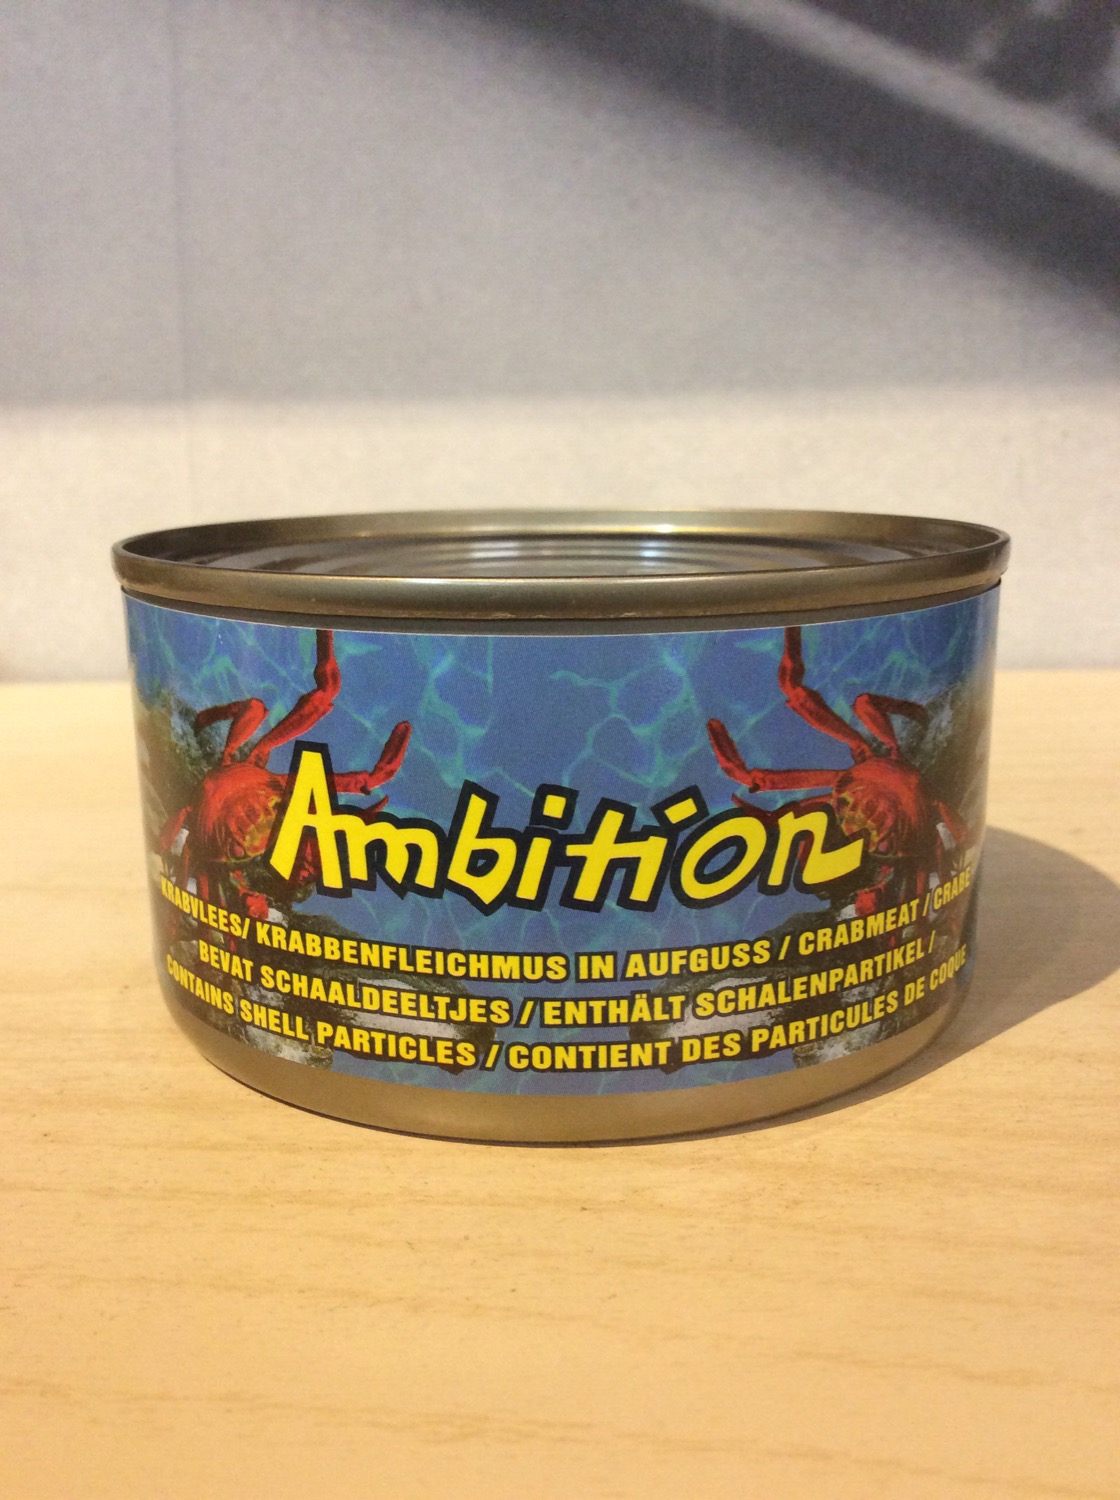 Ambition
KRABVLEES/ KRABBENFLEICHMUS IN AUFGUSS / CRABMEAT / CRABE
BEVAT SCHAALDEELTJES / ENTHÄLT SCHALENPARTIKEL /
CONTAINS SHELL PARTICLES / CONTIENT DES PARTICULES DE COQUE